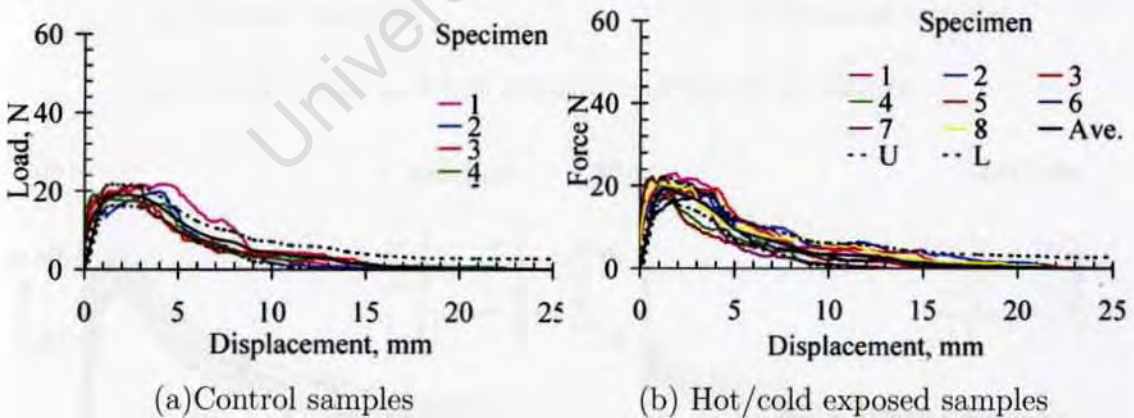 Univer
60
40
20
0
Load, N
Specimen
1
2
3
4
0 5 10 15 20 25
Displacement, mm
(a)Control samples
60
40
20
0
Force N
Specimen
1 2 3
4 5 6
7 8 Ave.
U L
0 5 10 15 20 25
Displacement, mm
(b) Hot/cold exposed samples